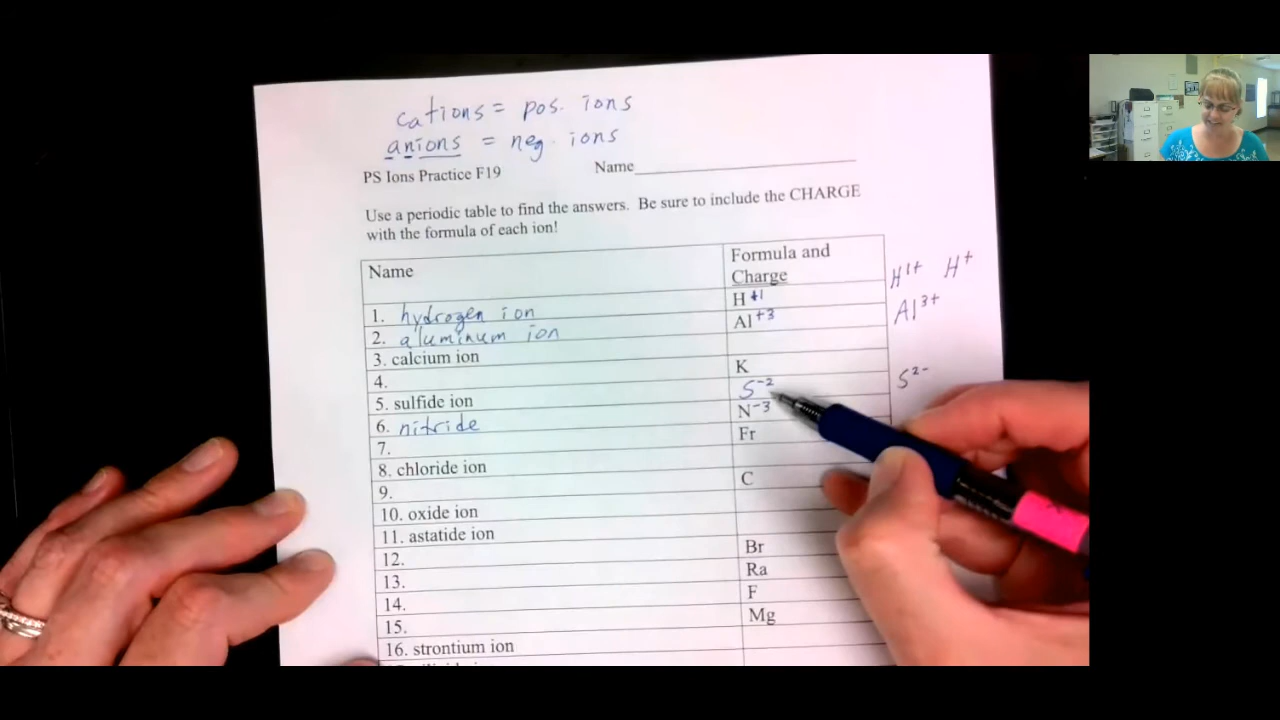 cations = pos. ions
anions = neg. ions
PS Ions Practice F19 Name
Use a periodic table to find the answers. Be sure to include the CHARGE
with the formula of each ion!
Name Formula and
Charge
H¹⁺ H⁺
1. hydrogen ion H⁺¹
2. aluminum ion Al⁺³ Al³⁺
3. calcium ion
4. K
5. sulfide ion S⁻² S²⁻
6. nitride N⁻³
7. Fr
8. chloride ion
9. C
10. oxide ion
11. astatide ion
12. Br
13. Ra
14. F
15. Mg
16. strontium ion